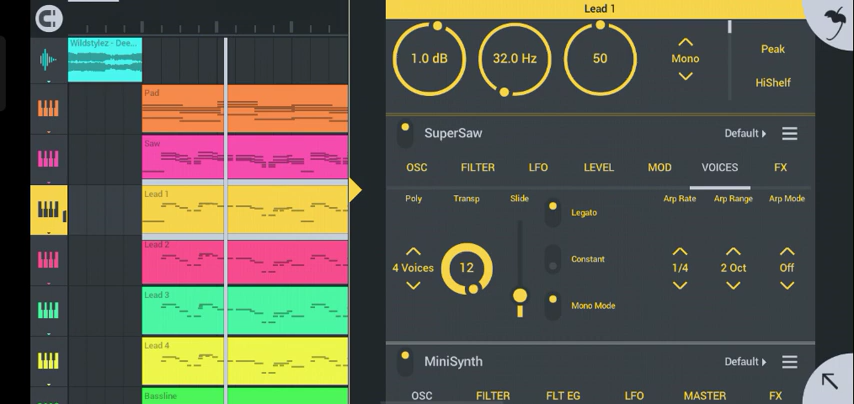 Lead 1
Wildstylez - Dee...
Pad
Saw
Lead 1
Lead 2
Lead 3
Lead 4
Bassline
1.0 dB
32.0 Hz
50
Mono
Peak
HiShelf
SuperSaw
Default
OSC FILTER LFO LEVEL MOD VOICES FX
Poly Transp Slide Arp Rate Arp Range Arp Mode
Legato
Constant
Mono Mode
4 Voices 12 1/4 2 Oct Off
MiniSynth
Default
OSC FILTER FLT EG LFO MASTER FX